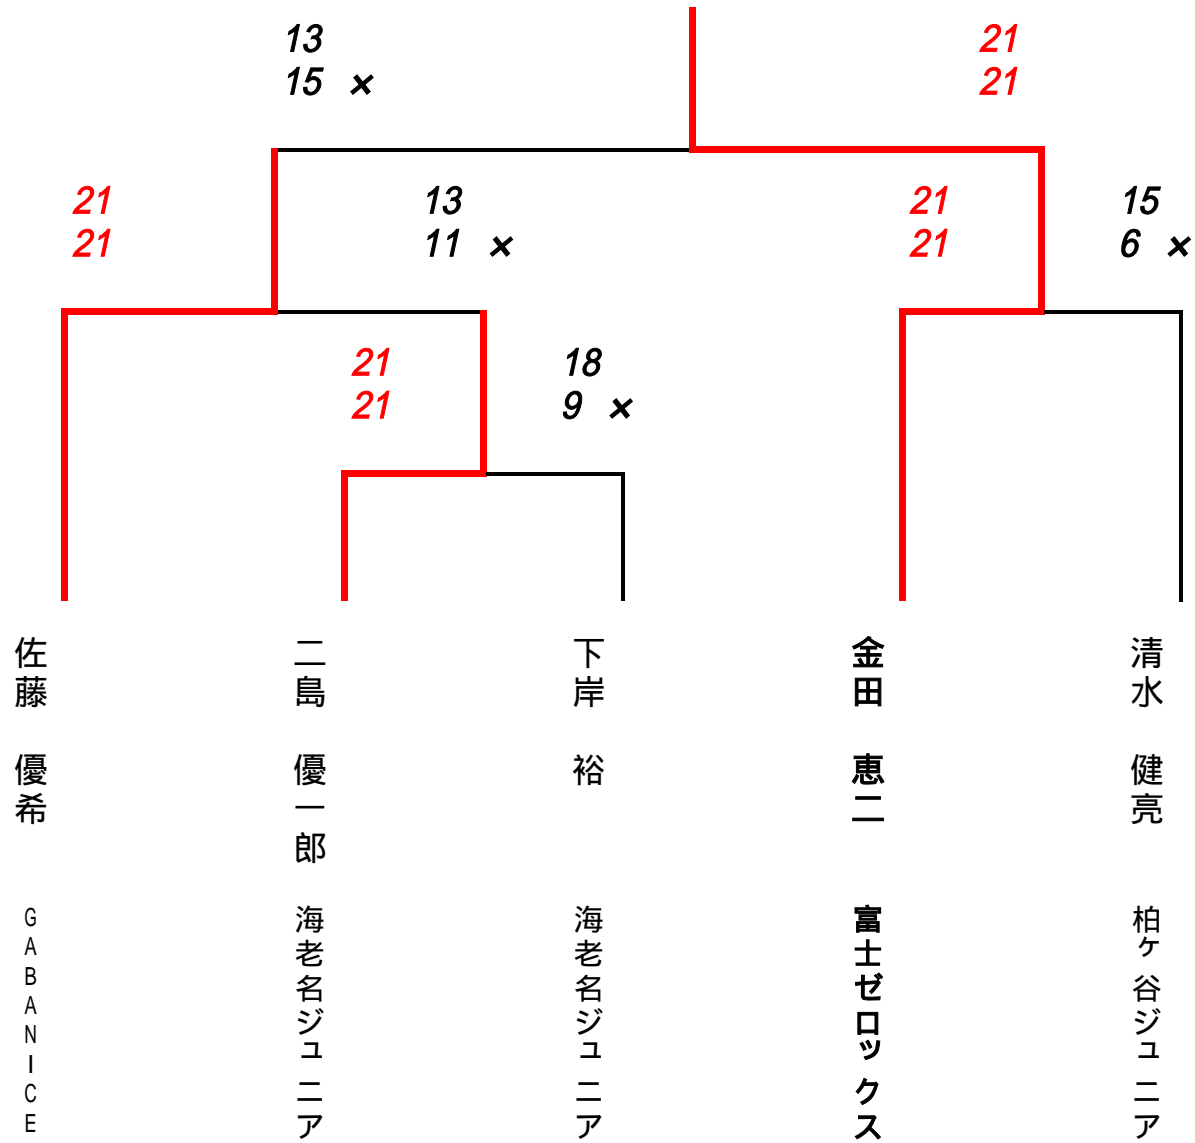 13
15 ×
21
21
21
21
13
11 ×
21
21
15
6 ×
21
21
18
9 ×
佐藤 優希
二島 優一郎
下岸 裕
金田 恵二
清水 健亮
GABANICE
海老名ジュニア
海老名ジュニア
富士ゼロックス
柏ヶ谷ジュニア